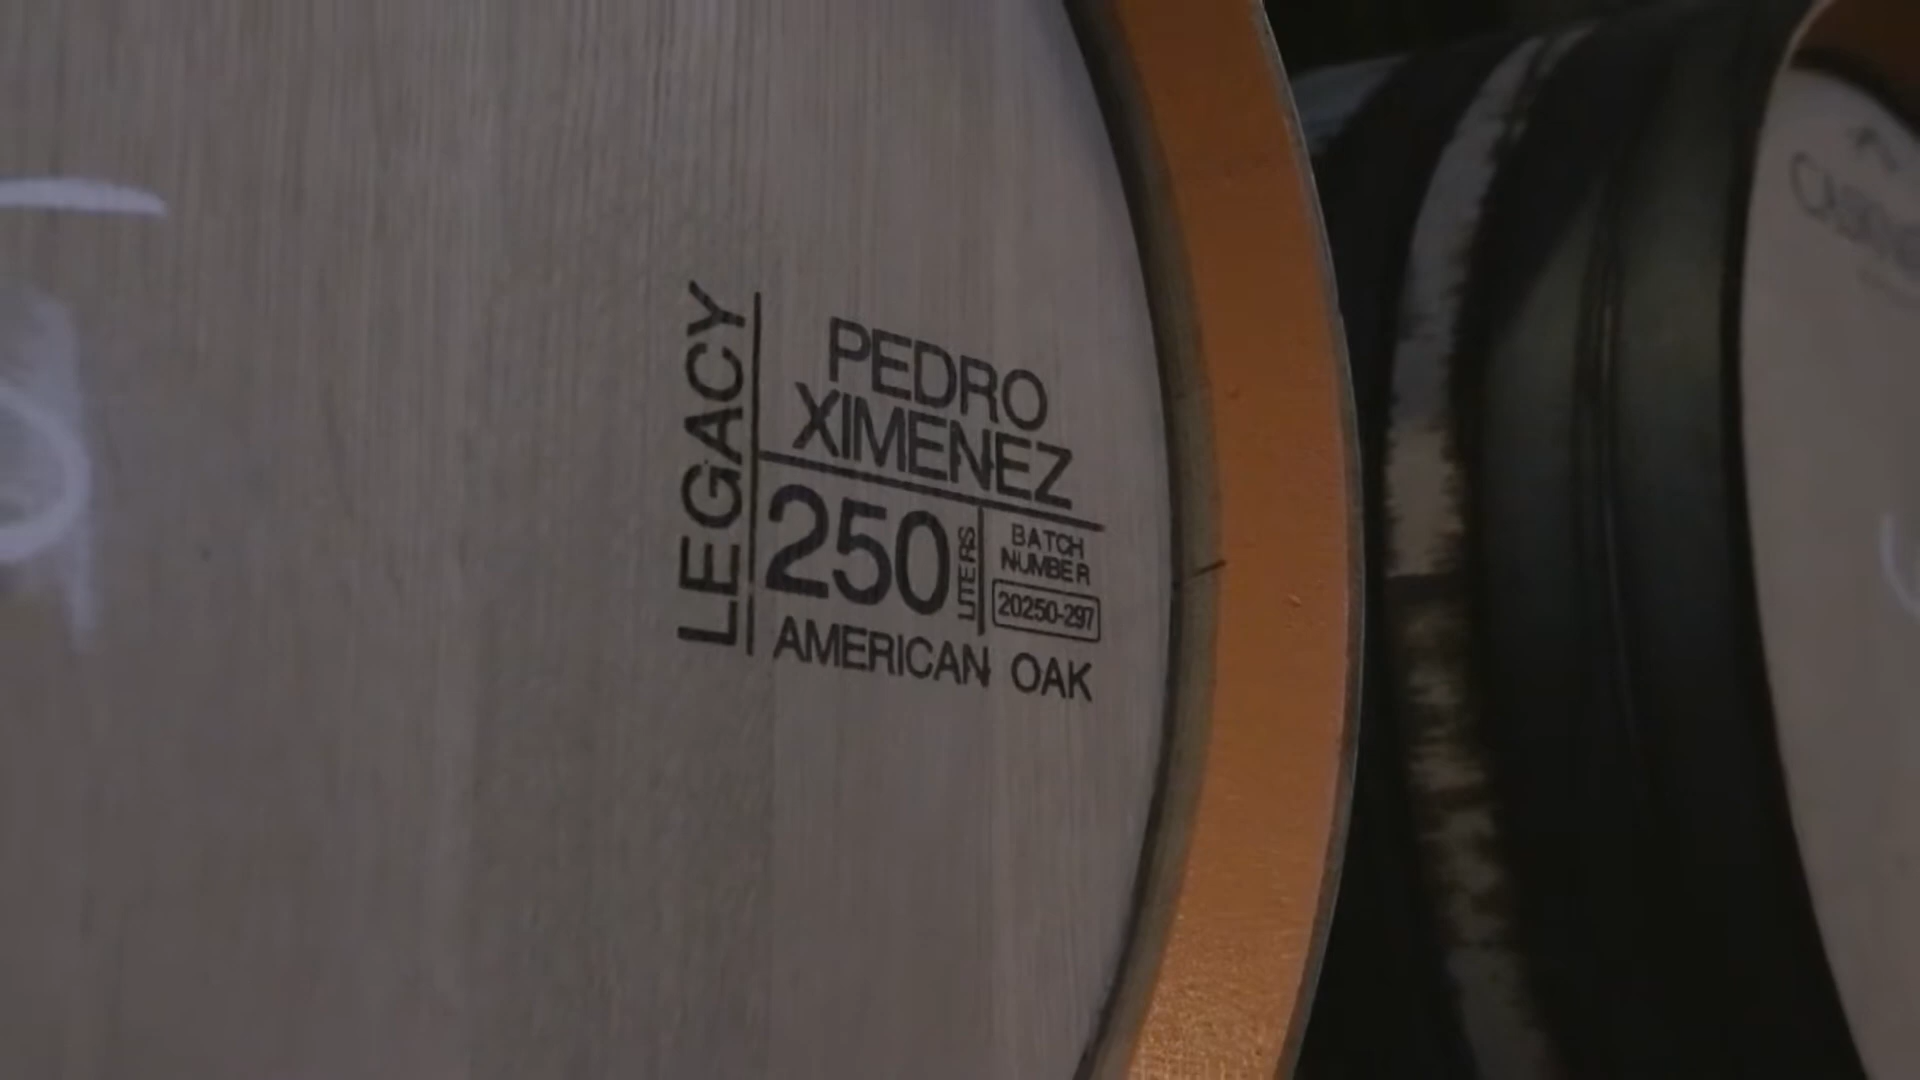 LEGACY
PEDRO
XIMENEZ
250
LITERS
BATCH
NUMBER
20250-297
AMERICAN OAK